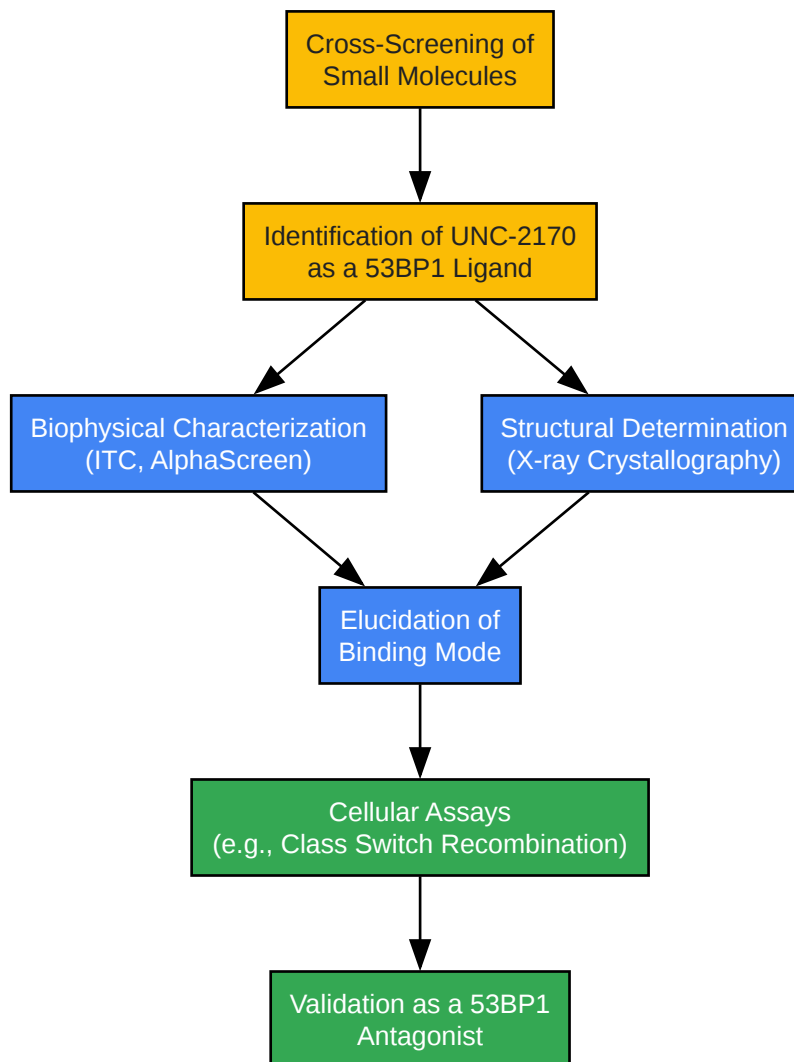 Cross-Screening of
Small Molecules
Identification of UNC-2170
as a 53BP1 Ligand
Biophysical Characterization
(ITC, AlphaScreen)
Structural Determination
(X-ray Crystallography)
Elucidation of
Binding Mode
Cellular Assays
(e.g., Class Switch Recombination)
Validation as a 53BP1
Antagonist